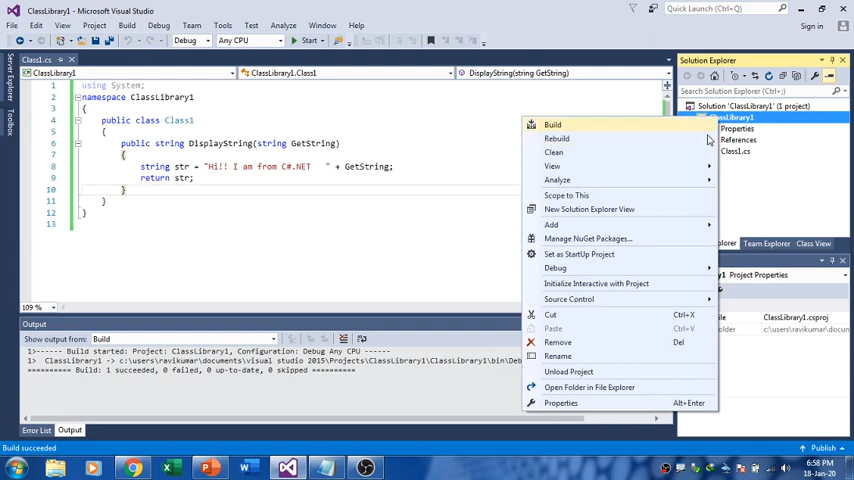 ClassLibrary1 - Microsoft Visual Studio
Quick Launch (Ctrl+Q)
File Edit View Project Build Debug Team Tools Test Analyze Window Help
Sign in
Debug Any CPU Start
Class1.cs
Solution Explorer
ClassLibrary1 ClassLibrary1.Class1 DisplayString(string GetString)
Server Explorer
Toolbox
Search Solution Explorer (Ctrl+;)
1 using System;
2 namespace ClassLibrary1
3 {
4 public class Class1
5 {
6 public string DisplayString(string GetString)
7 {
8 string str = "Hi!! I am from C#.NET " + GetString;
9 return str;
10 }
11 }
12 }
13
Solution 'ClassLibrary1' (1 project)
ClassLibrary1
Properties
References
Class1.cs
Build
Rebuild
Clean
View
Analyze
Scope to This
New Solution Explorer View
Add
Manage NuGet Packages...
Set as StartUp Project
Debug
Initialize Interactive with Project
Source Control
Cut Ctrl+X
Paste Ctrl+V
Remove Del
Rename
Unload Project
Open Folder in File Explorer
Properties Alt+Enter
Team Explorer Class View
Project Properties
ClassLibrary1.csproj
109 %
Output
Show output from: Build
1>------ Build started: Project: ClassLibrary1, Configuration: Debug Any CPU ------
1> ClassLibrary1 -> c:\users\ravikumar\documents\visual studio 2015\Projects\ClassLibrary1\ClassLibrary1\bin\Deb
========== Build: 1 succeeded, 0 failed, 0 up-to-date, 0 skipped ==========
Error List Output
Build succeeded
Publish
6:58 PM
18-Jan-20